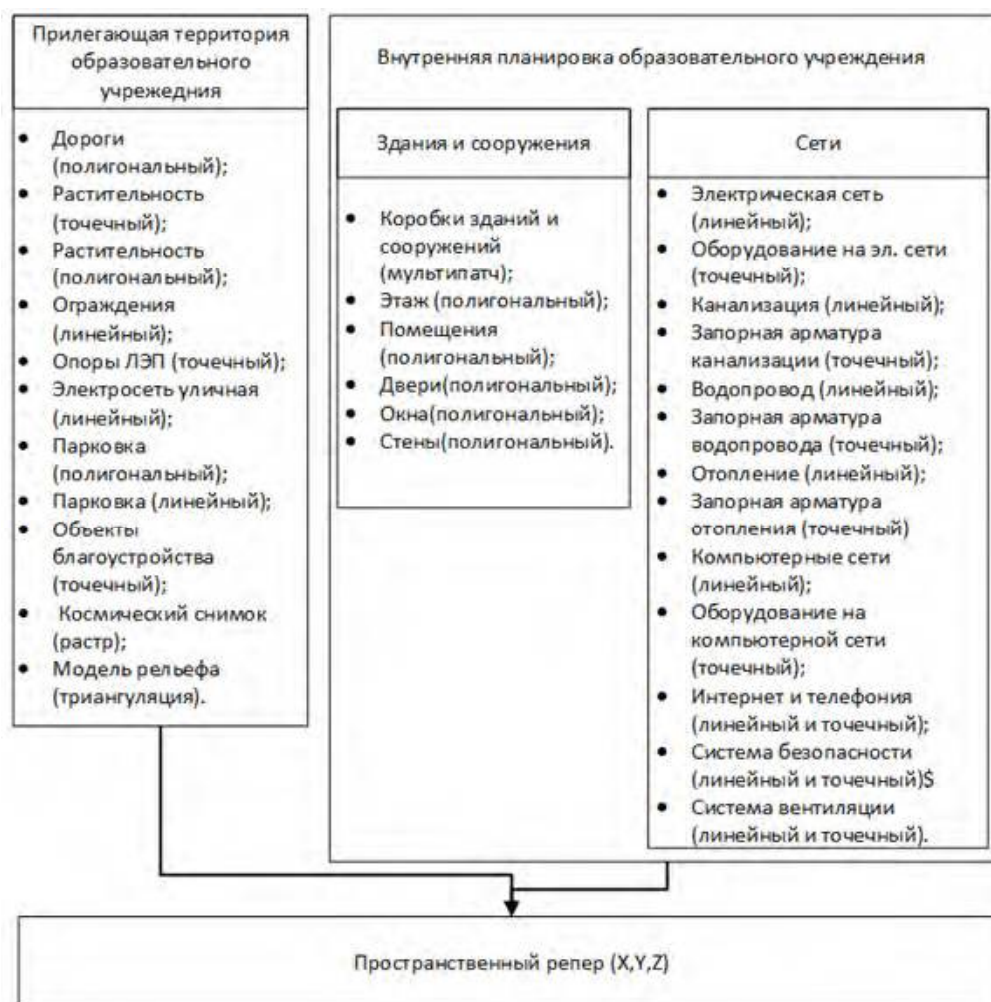 Прилегающая территория
образовательного
учреждения
• Дороги
(полигональный);
• Растительность
(точечный);
• Растительность
(полигональный);
• Ограждения
(линейный);
• Опоры ЛЭП (точечный);
• Электросеть уличная
(линейный);
• Парковка
(полигональный);
• Парковка (линейный);
• Объекты
благоустройства
(точечный);
• Космический снимок
(растр);
• Модель рельефа
(триангуляция).
Внутренняя планировка образовательного учреждения
Здания и сооружения
• Коробки зданий и
сооружений
(мультипатч);
• Этаж (полигональный);
• Помещения
(полигональный);
• Двери(полигональный);
• Окна(полигональный);
• Стены(полигональный).
Сети
• Электрическая сеть
(линейный);
• Оборудование на эл. сети
(точечный);
• Канализация (линейный);
• Запорная арматура
канализации (точечный);
• Водопровод (линейный);
• Запорная арматура
водопровода (точечный);
• Отопление (линейный);
• Запорная арматура
отопления (точечный)
• Компьютерные сети
(линейный);
• Оборудование на
компьютерной сети
(точечный);
• Интернет и телефония
(линейный и точечный);
• Система безопасности
(линейный и точечный)$
• Система вентиляции
(линейный и точечный).
Пространственный репер (X,Y,Z)